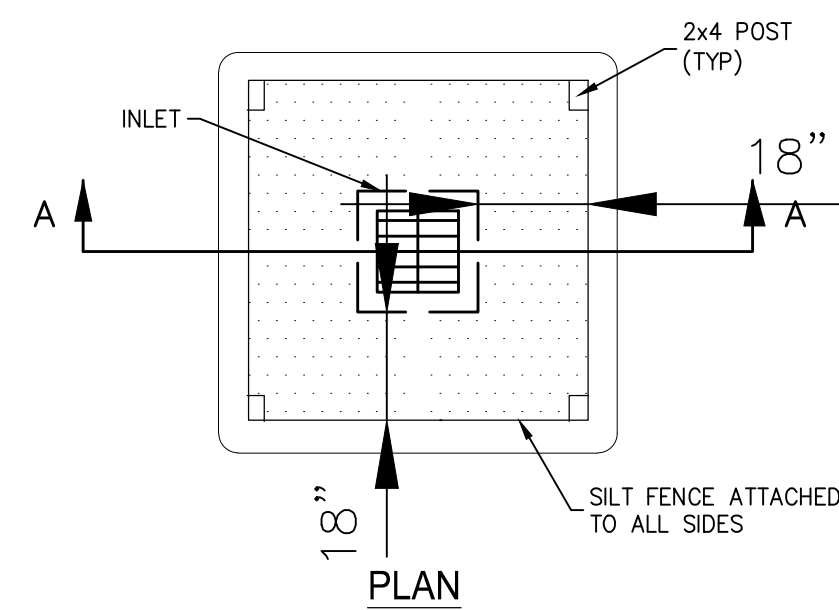 2x4 POST
(TYP)
INLET
18”
A
A
SILT FENCE ATTACHED
TO ALL SIDES
18”
PLAN